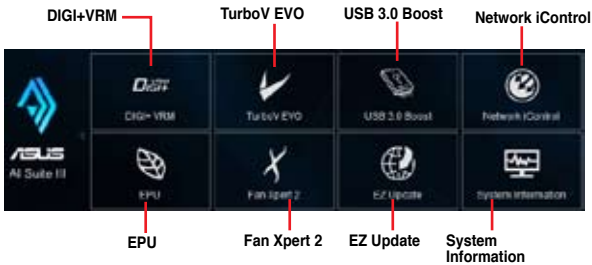 DIGI+VRM
TurboV EVO
USB 3.0 Boost
Network iControl
DIGI+ VRM
TurboV EVO
USB 3.0 Boost
Network iControl
ASUS
AI Suite III
EPU
Fan Xpert 2
EZ Update
System Information
EPU
Fan Xpert 2
EZ Update
System
Information